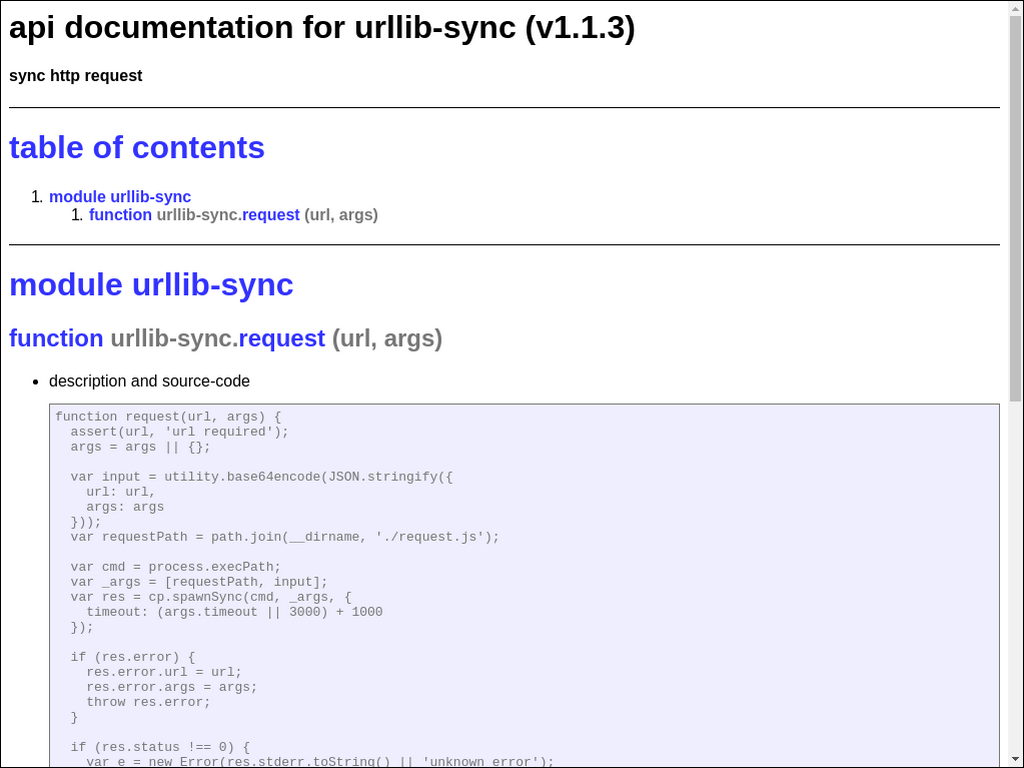 api documentation for urllib-sync (v1.1.3)
sync http request
table of contents
1. module urllib-sync
1. function urllib-sync.request (url, args)
module urllib-sync
function urllib-sync.request (url, args)
• description and source-code
function request(url, args) {
  assert(url, 'url required');
  args = args || {};

  var input = utility.base64encode(JSON.stringify({
    url: url,
    args: args
  }));
  var requestPath = path.join(__dirname, './request.js');

  var cmd = process.execPath;
  var _args = [requestPath, input];
  var res = cp.spawnSync(cmd, _args, {
    timeout: (args.timeout || 3000) + 1000
  });

  if (res.error) {
    res.error.url = url;
    res.error.args = args;
    throw res.error;
  }

  if (res.status !== 0) {
    var e = new Error(res.stderr.toString() || 'unknown error');